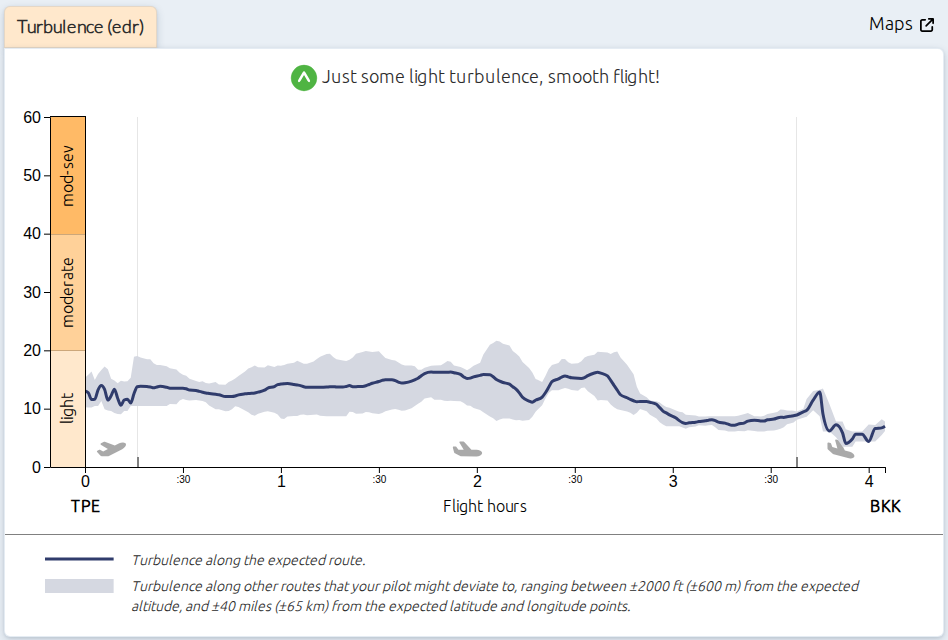 Turbulence (edr)
Maps
Just some light turbulence, smooth flight!
60
50
40
30
20
10
0
mod-sev
moderate
light
0 :30 1 :30 2 :30 3 :30 4
TPE Flight hours BKK
Turbulence along the expected route.
Turbulence along other routes that your pilot might deviate to, ranging between ±2000 ft (±600 m) from the expected
altitude, and ±40 miles (±65 km) from the expected latitude and longitude points.